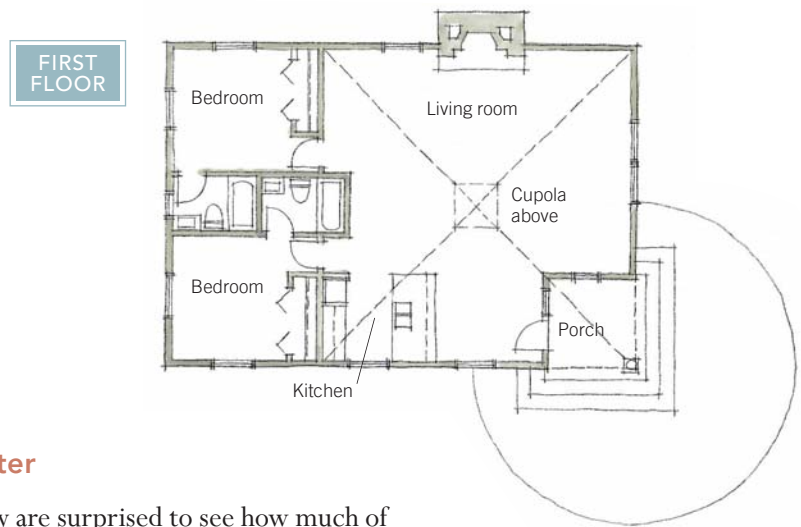 FIRST
FLOOR
Bedroom
Living room
Cupola
above
Bedroom
Porch
Kitchen
ter
w are surprised to see how much of